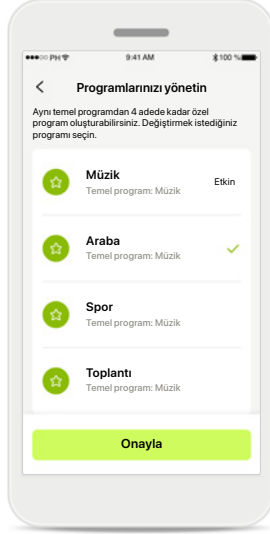 PH 9:41 AM 100 %
Programlarınızı yönetin
Aynı temel programdan 4 adede kadar özel
program oluşturabilirsiniz. Değiştirmek istediğiniz
programı seçin.
Müzik
Temel program: Müzik
Etkin
Araba
Temel program: Müzik
Spor
Temel program: Müzik
Toplantı
Temel program: Müzik
Onayla